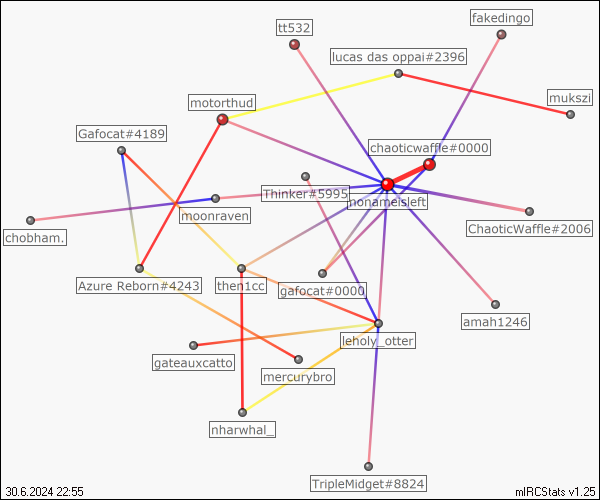 fakedingo
tt532
lucas das oppai#2396
mukszi
motorthud
Gafocat#4189
chaoticwaffle#0000
Thinker#5995
nonameisleft
moonraven
ChaoticWaffle#2006
chobham.
Azure Reborn#4243
then1cc
gafocat#0000
amah1246
leholy_otter
gateauxcatto
mercurybro
nharwhal_
TripleMidget#8824
30.6.2024 22:55
mIRCStats v1.25